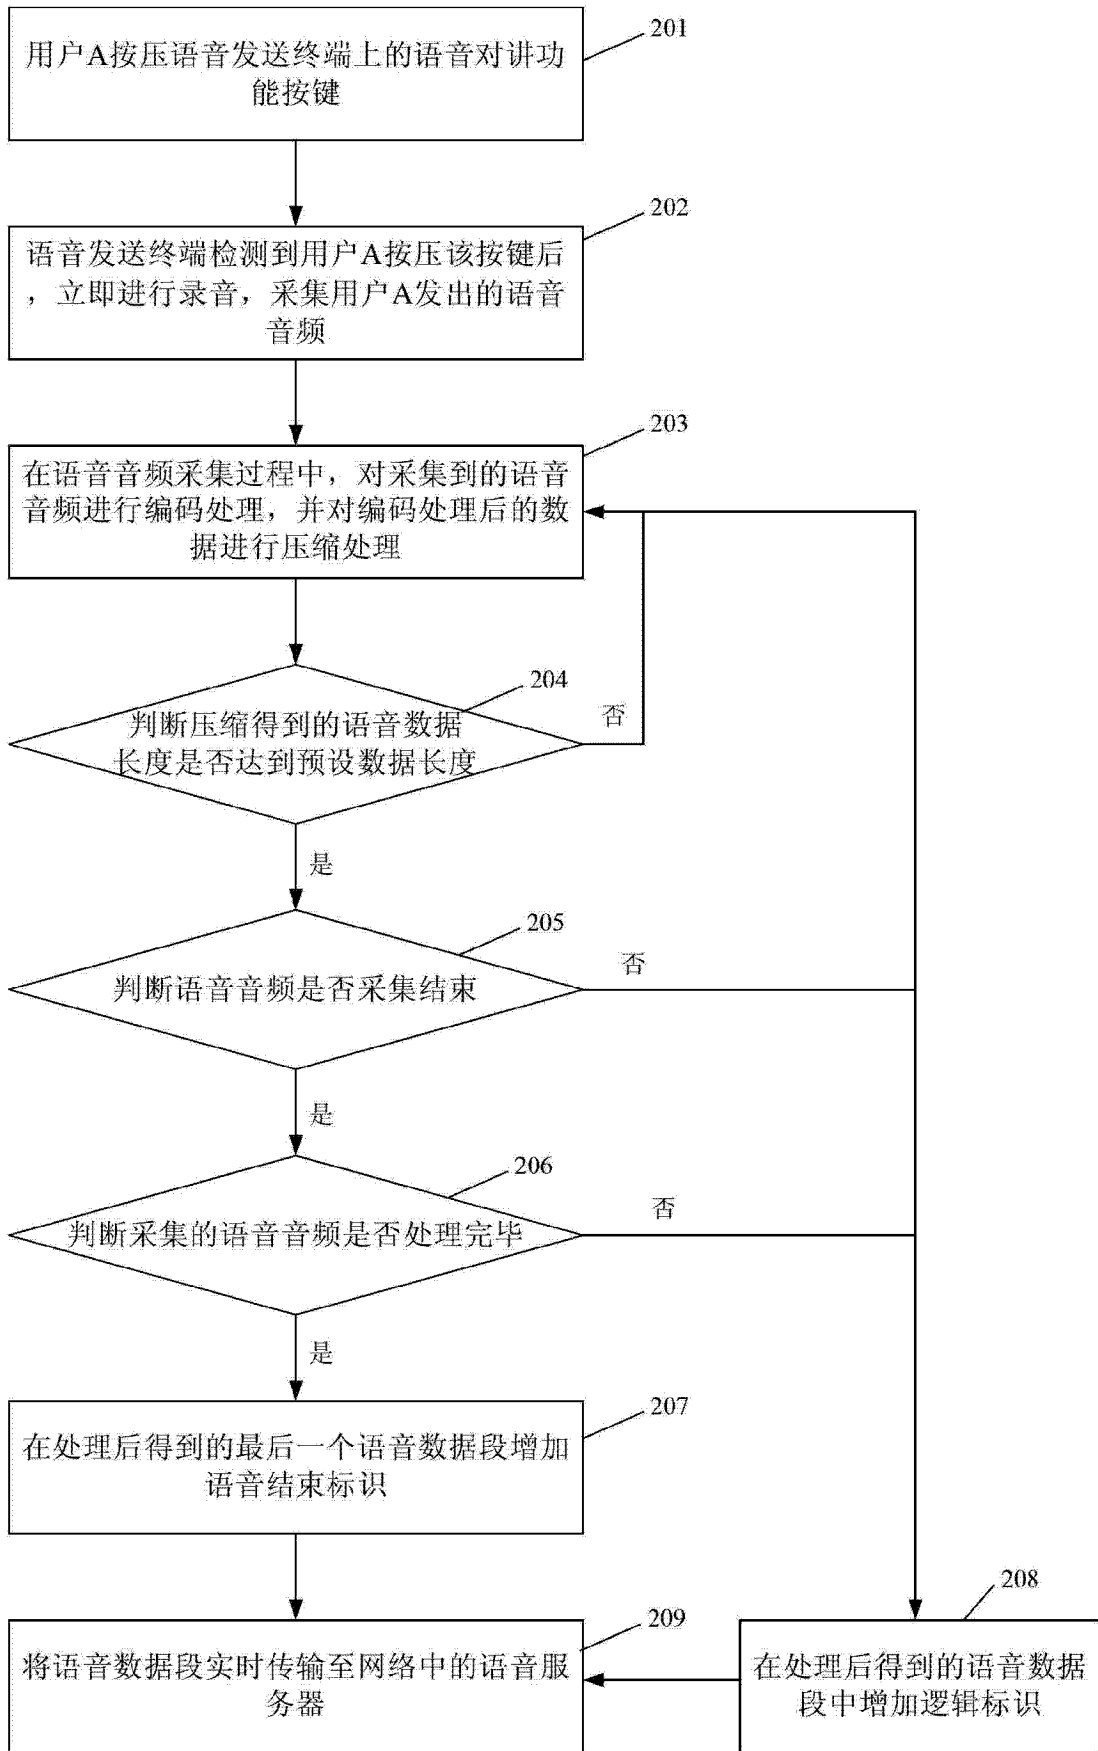 201
用户A按压语音发送终端上的语音对讲功
能按键
202
语音发送终端检测到用户A按压该按键后
，立即进行录音，采集用户A发出的语音
音频
203
在语音音频采集过程中，对采集到的语音
音频进行编码处理，并对编码处理后的数
据进行压缩处理
204
判断压缩得到的语音数据
长度是否达到预设数据长度
否
是
205
判断语音音频是否采集结束
否
是
206
判断采集的语音音频是否处理完毕
否
是
207
在处理后得到的最后一个语音数据段增加
语音结束标识
208
在处理后得到的语音数据
段中增加逻辑标识
209
将语音数据段实时传输至网络中的语音服
务器